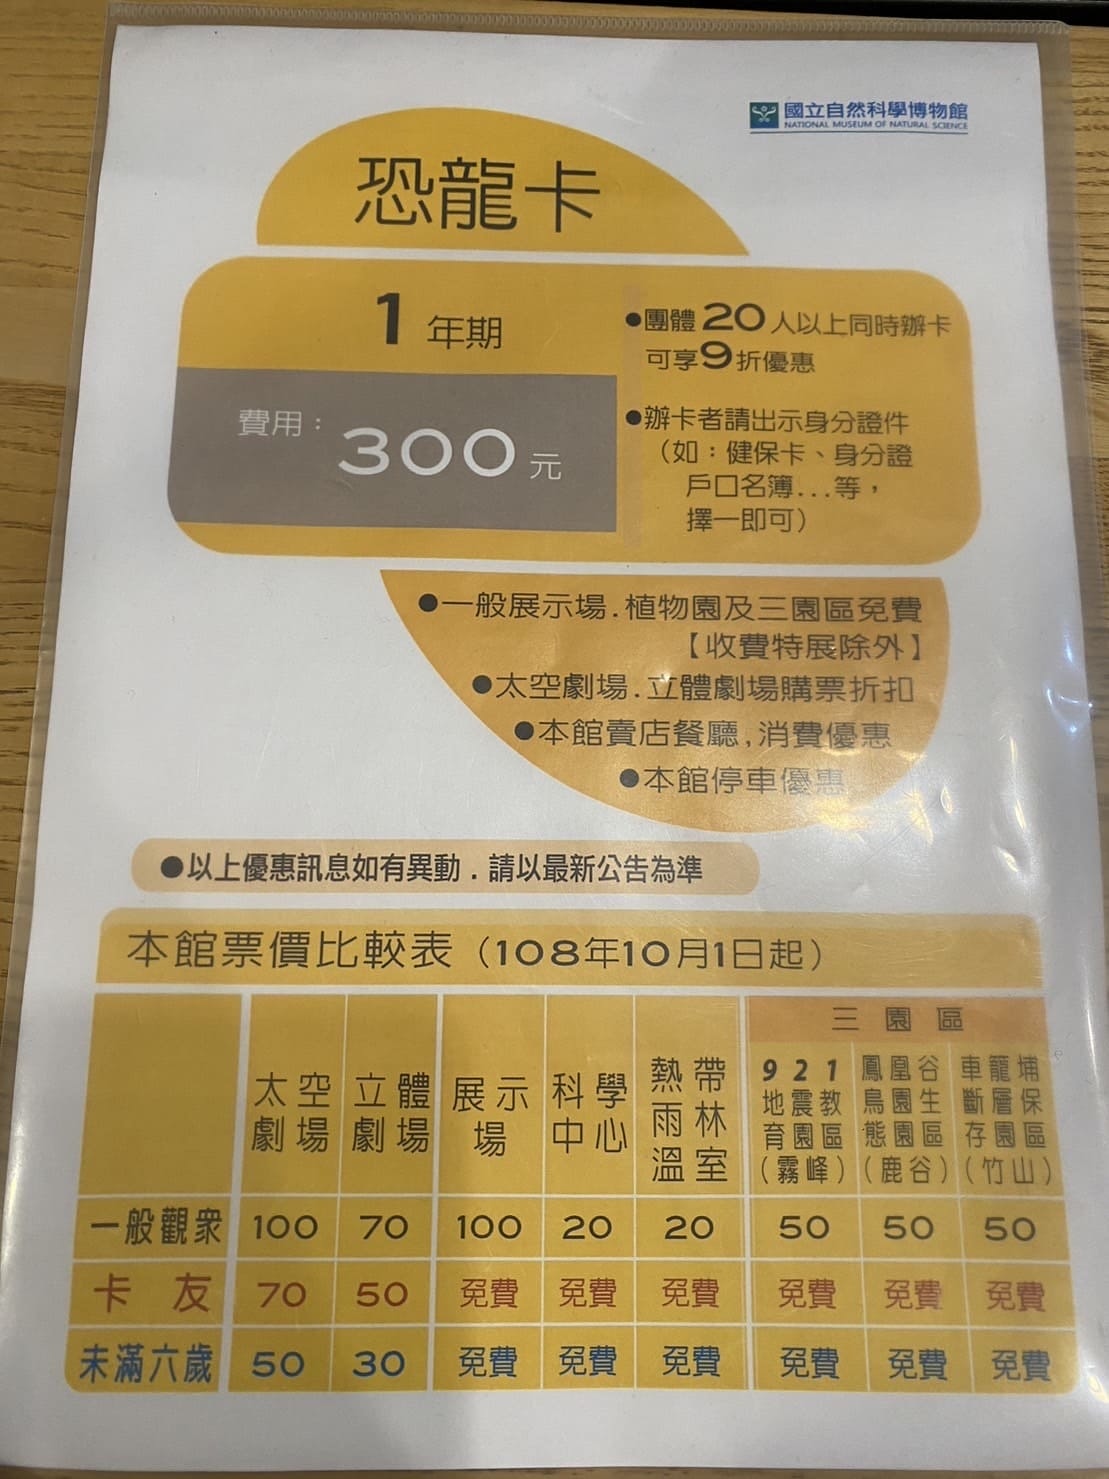 國立自然科學博物館
NATIONAL MUSEUM OF NATURAL SCIENCE
恐龍卡
1 年期
費用：300元
●團體 20 人以上同時辦卡
可享9折優惠
●辦卡者請出示身分證件
（如：健保卡、身分證
戶口名簿...等，
擇一即可）
●一般展示場.植物園及三園區免費
【收費特展除外】
●太空劇場.立體劇場購票折扣
●本館賣店餐廳,消費優惠
●本館停車優惠
●以上優惠訊息如有異動．請以最新公告為準
本館票價比較表（108年10月1日起）
三園區
太空劇場 立體劇場 展示場 科學中心 熱帶雨林溫室 921地震教育園區（霧峰） 鳳凰谷鳥園生態園區（鹿谷） 車籠埔斷層保存園區（竹山）
一般觀眾 100 70 100 20 20 50 50 50
卡友 70 50 免費 免費 免費 免費 免費 免費
未滿六歲 50 30 免費 免費 免費 免費 免費 免費